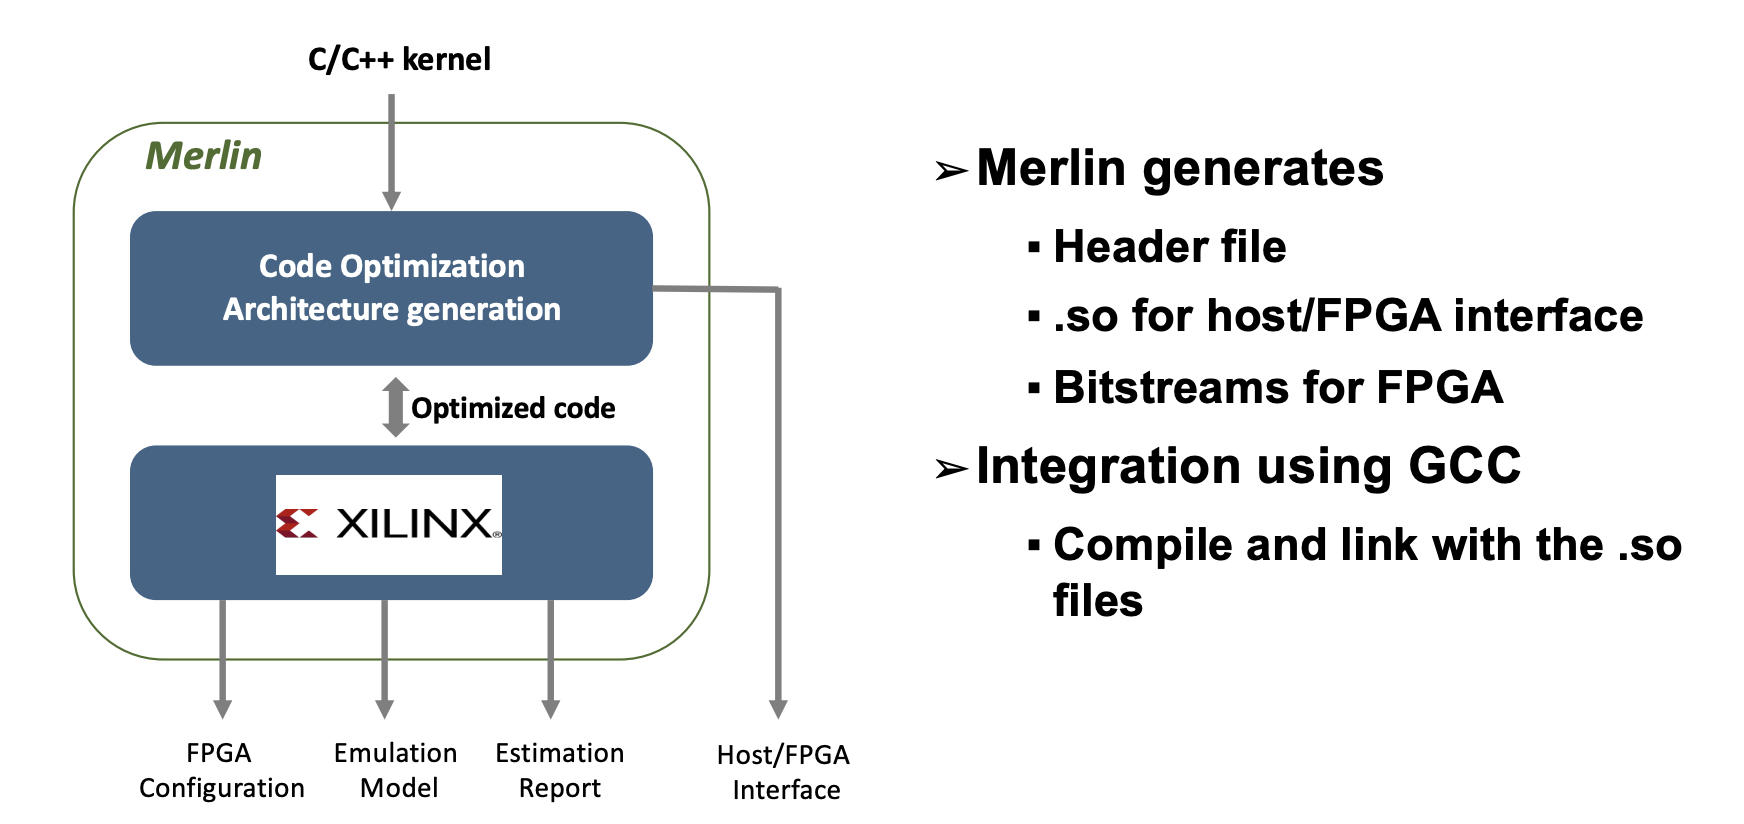 C/C++ kernel
Merlin
Code Optimization
Architecture generation
Optimized code
XILINX®
FPGA
Configuration
Emulation
Model
Estimation
Report
Host/FPGA
Interface
➢ Merlin generates
▪ Header file
▪ .so for host/FPGA interface
▪ Bitstreams for FPGA
➢ Integration using GCC
▪ Compile and link with the .so
files